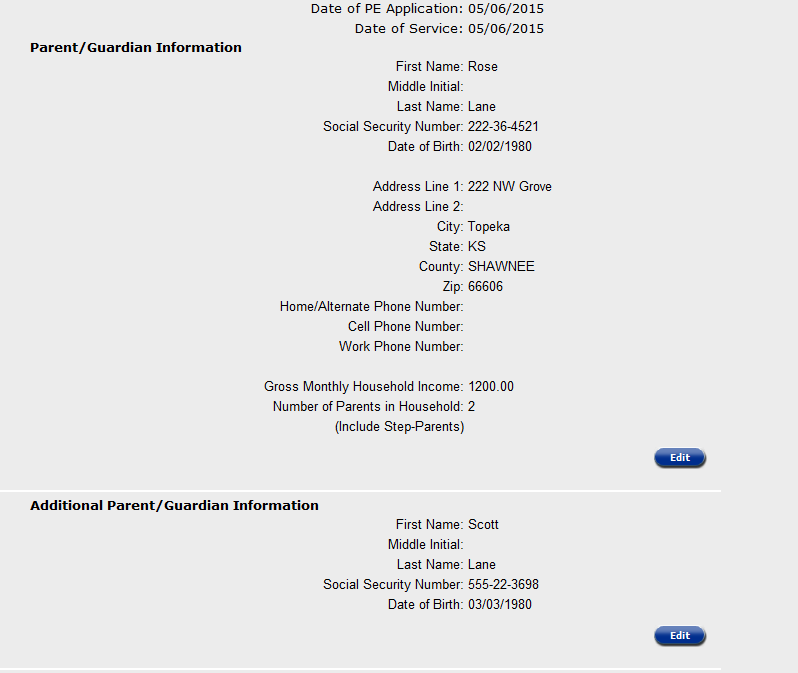 Date of PE Application: 05/06/2015
Date of Service: 05/06/2015
Parent/Guardian Information
First Name: Rose
Middle Initial:
Last Name: Lane
Social Security Number: 222-36-4521
Date of Birth: 02/02/1980
Address Line 1: 222 NW Grove
Address Line 2:
City: Topeka
State: KS
County: SHAWNEE
Zip: 66606
Home/Alternate Phone Number:
Cell Phone Number:
Work Phone Number:
Gross Monthly Household Income: 1200.00
Number of Parents in Household: 2
(Include Step-Parents)
Edit
Additional Parent/Guardian Information
First Name: Scott
Middle Initial:
Last Name: Lane
Social Security Number: 555-22-3698
Date of Birth: 03/03/1980
Edit